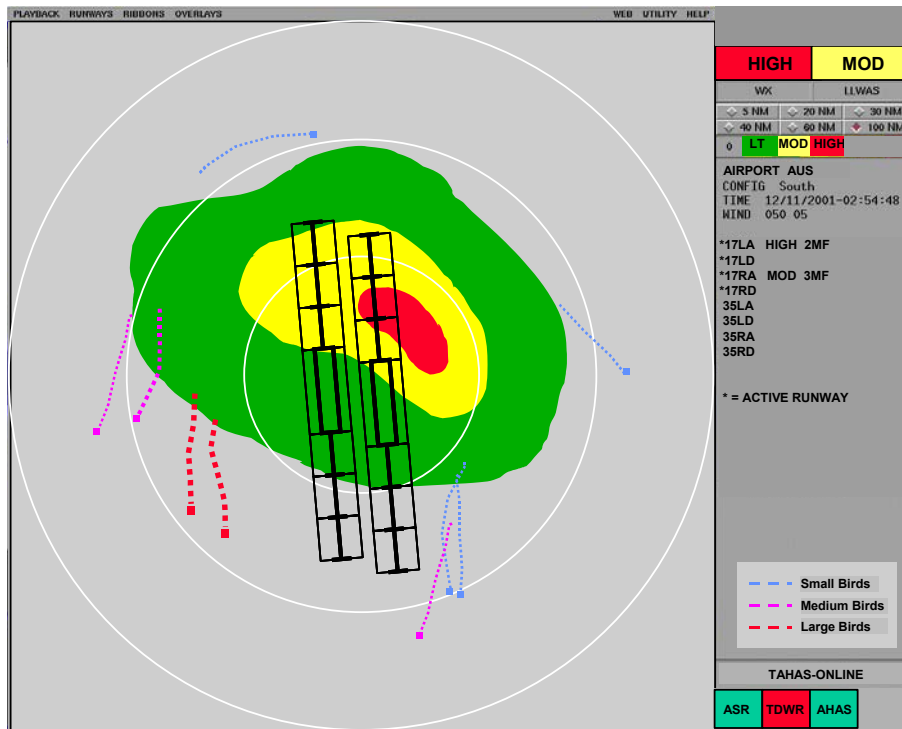 PLAYBACK RUNWAYS RIBBONS OVERLAYS WEB UTILITY HELP
HIGH MOD
WX LLWAS
5 NM 20 NM 30 NM
40 NM 60 NM 100 NM
0 LT MOD HIGH
AIRPORT AUS
CONFIG South
TIME 12/11/2001-02:54:48
WIND 050 05
*17LA HIGH 2MF
*17LD
*17RA MOD 3MF
*17RD
35LA
35LD
35RA
35RD
* = ACTIVE RUNWAY
Small Birds
Medium Birds
Large Birds
TAHAS-ONLINE
ASR TDWR AHAS